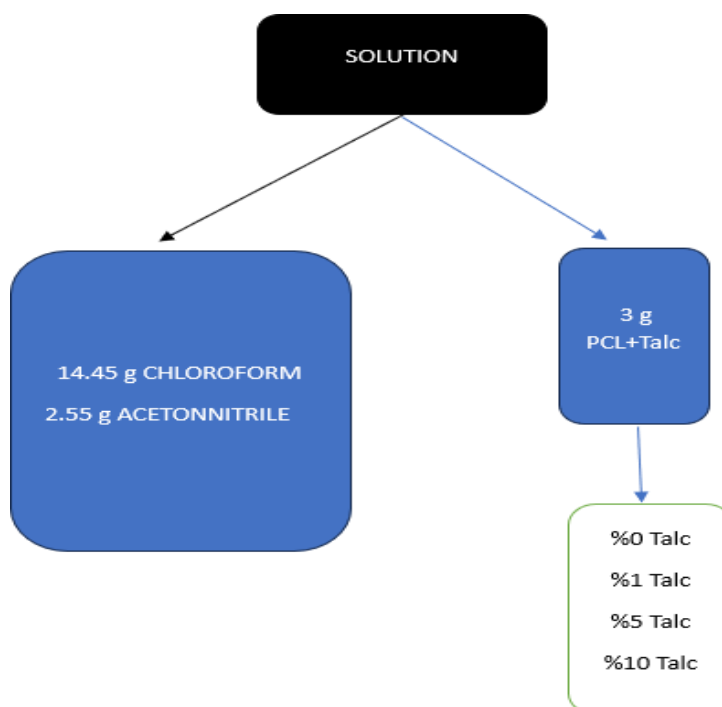 SOLUTION
14.45 g CHLOROFORM
2.55 g ACETONNITRILE
3 g
PCL+Talc
%0 Talc
%1 Talc
%5 Talc
%10 Talc